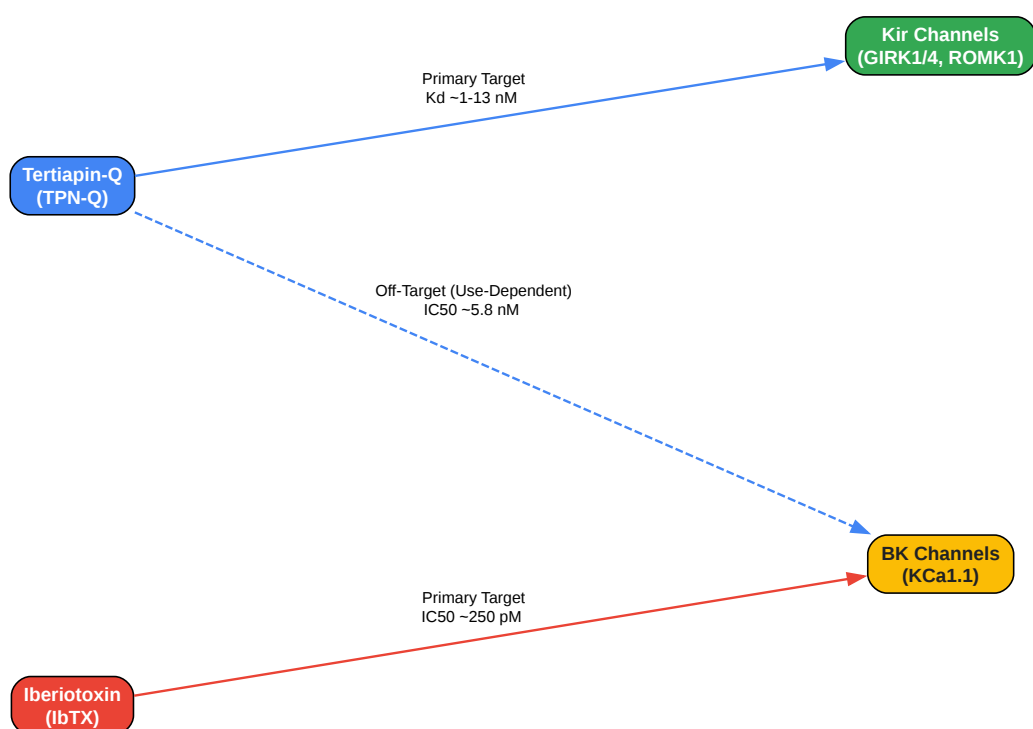 Kir Channels
(GIRK1/4, ROMK1)
Primary Target
Kd ~1-13 nM
Tertiapin-Q
(TPN-Q)
Off-Target (Use-Dependent)
IC50 ~5.8 nM
BK Channels
(KCa1.1)
Primary Target
IC50 ~250 pM
Iberiotoxin
(IbTX)